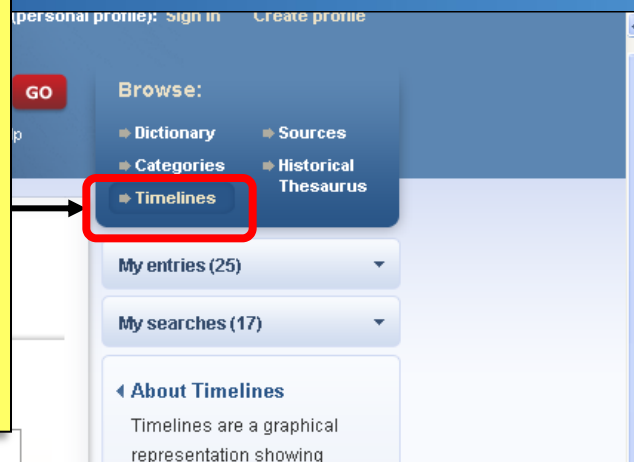 (personal profile): Sign in Create profile
GO
Browse:
Dictionary Sources
Categories Historical
Timelines Thesaurus
My entries (25)
My searches (17)
About Timelines
Timelines are a graphical
representation showing